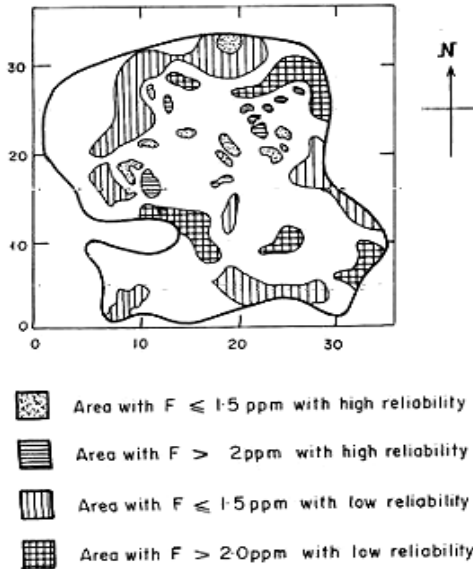 N
30
20
10
0
0 10 20 30
Area with F ≤ 1·5 ppm with high reliability
Area with F > 2ppm with high reliability
Area with F ≤ 1·5 ppm with low reliability
Area with F > 2·0ppm with low reliability